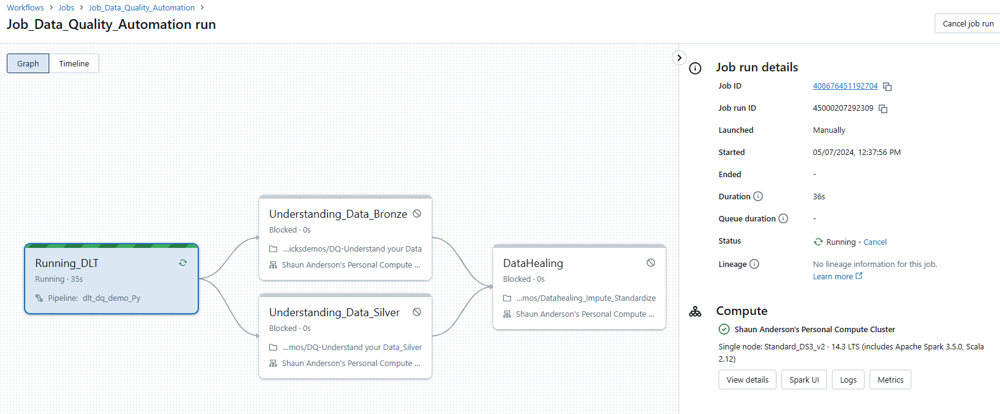 Workflows > Jobs > Job_Data_Quality_Automation >
Job_Data_Quality_Automation run
Cancel job run
Graph
Timeline
Running_DLT
Running · 35s
Pipeline: dlt_dq_demo_Py
Understanding_Data_Bronze
Blocked · 0s
...icksdemos/DQ-Understand your Data
Shaun Anderson's Personal Compute ...
Understanding_Data_Silver
Blocked · 0s
...mos/DQ-Understand your Data_Silver
Shaun Anderson's Personal Compute ...
DataHealing
Blocked · 0s
...mos/Datahealing_Impute_Standardize
Shaun Anderson's Personal Compute ...
Job run details
Job ID 408676451192704
Job run ID 45000207292309
Launched Manually
Started 05/07/2024, 12:37:56 PM
Ended -
Duration 36s
Queue duration -
Status Running - Cancel
Lineage No lineage information for this job.
Learn more
Compute
Shaun Anderson's Personal Compute Cluster
Single node: Standard_DS3_v2 · 14.3 LTS (includes Apache Spark 3.5.0, Scala
2.12)
View details
Spark UI
Logs
Metrics